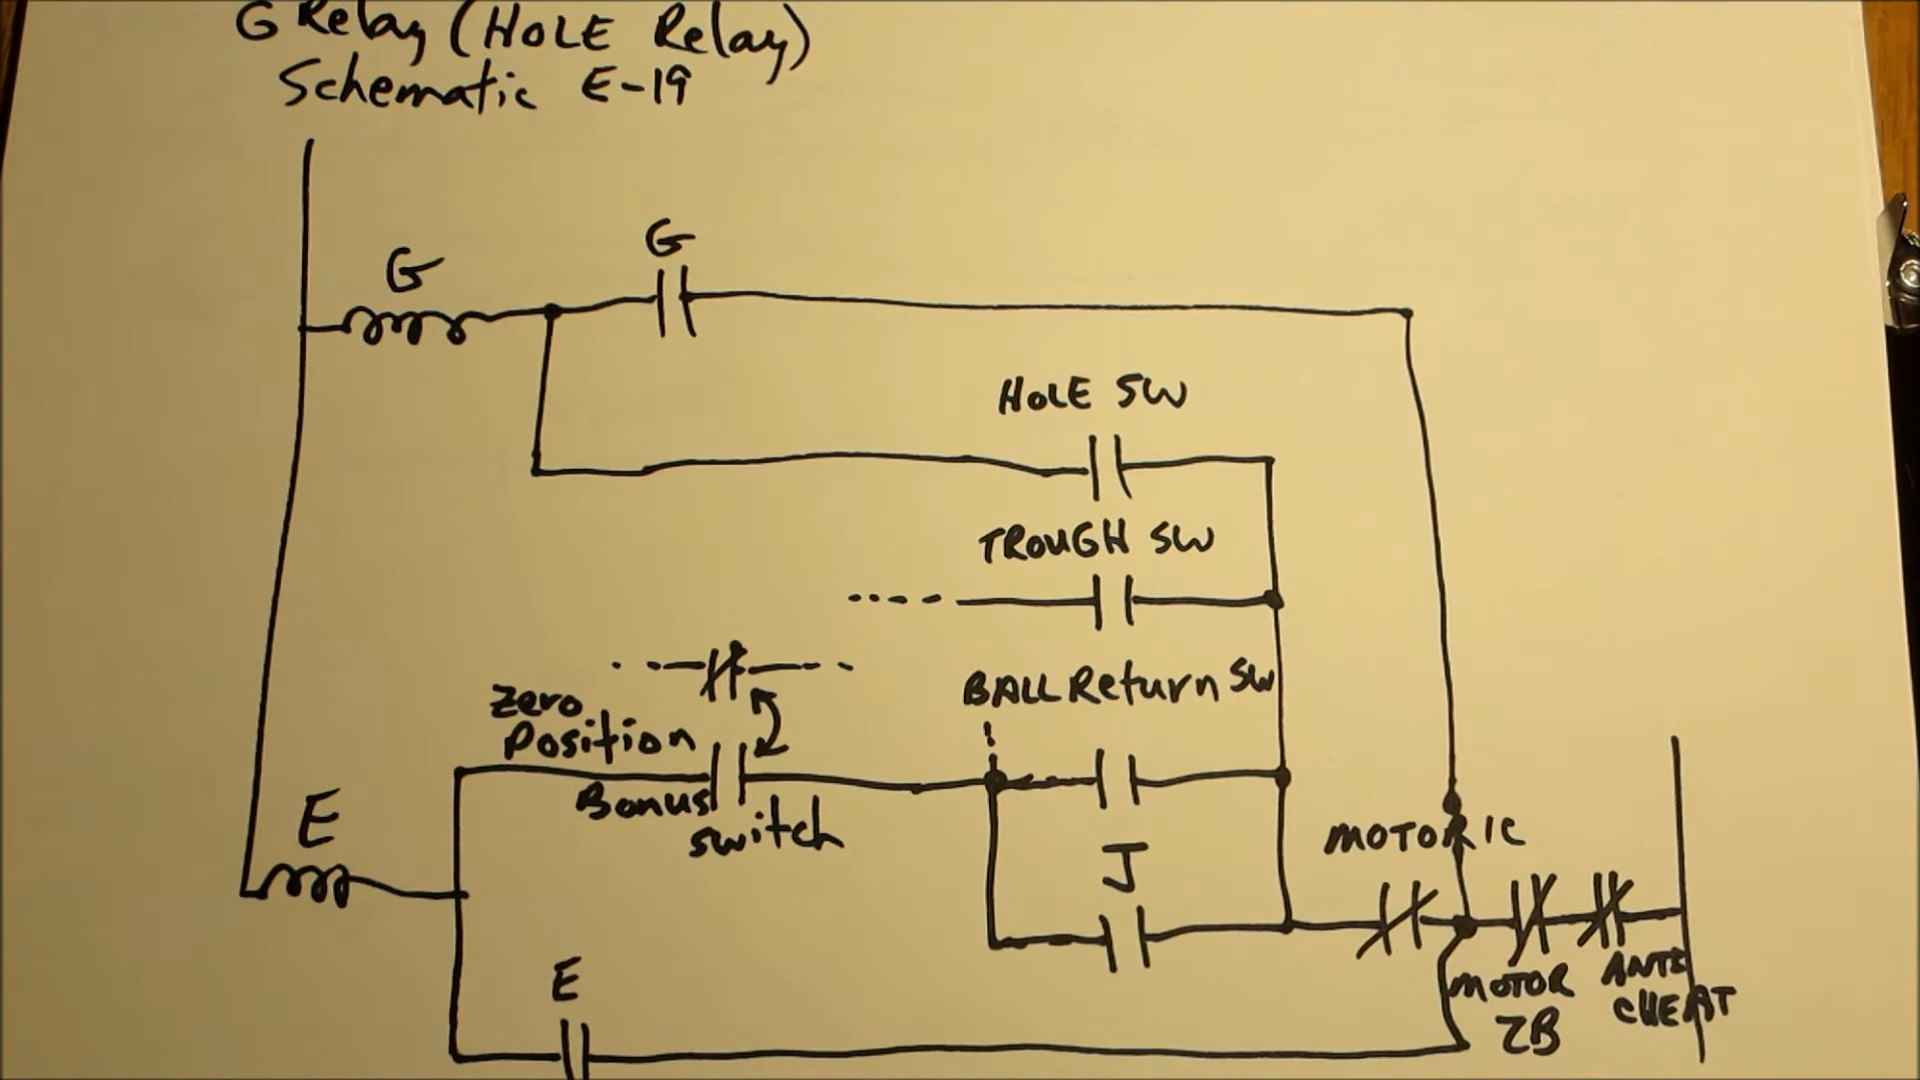 G Relay (HOLE Relay)
Schematic E-19
G
G
HOLE SW
TROUGH SW
BALL Return SW
Zero
Position
Bonus
switch
E
J
MOTOR 1C
MOTOR
2B
ANTI
CHEAT
E